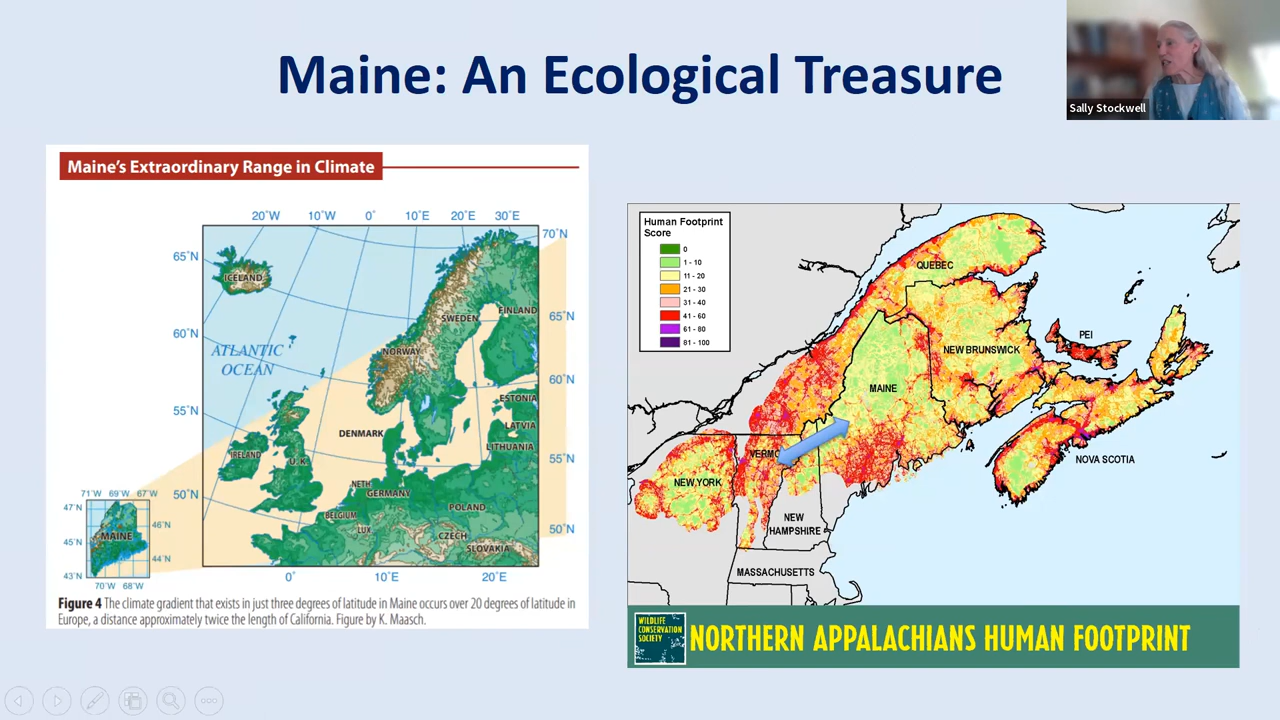 Maine: An Ecological Treasure
Sally Stockwell
Maine's Extraordinary Range in Climate
20°W 10°W 0° 10°E 20°E 30°E
70°N
65°N
60°N
55°N
50°N
65°N
60°N
55°N
50°N
ICELAND
ATLANTIC
OCEAN
SWEDEN
FINLAND
NORWAY
ESTONIA
LATVIA
LITHUANIA
DENMARK
IRELAND
U.K.
NETH.
GERMANY
POLAND
BELGIUM
LUX
CZECH
SLOVAKIA
0° 10°E 20°E
71°W 69°W 67°W
47°N
46°N
45°N
44°N
43°N
MAINE
70°W 68°W
Figure 4 The climate gradient that exists in just three degrees of latitude in Maine occurs over 20 degrees of latitude in
Europe, a distance approximately twice the length of California. Figure by K. Maasch.
Human Footprint
Score
0
1 - 10
11 - 20
21 - 30
31 - 40
41 - 60
61 - 80
81 - 100
QUEBEC
PEI
NEW BRUNSWICK
MAINE
NOVA SCOTIA
VERMO
NEW YORK
NEW
HAMPSHIRE
MASSACHUSETTS
WILDLIFE
CONSERVATION
SOCIETY
NORTHERN APPALACHIANS HUMAN FOOTPRINT